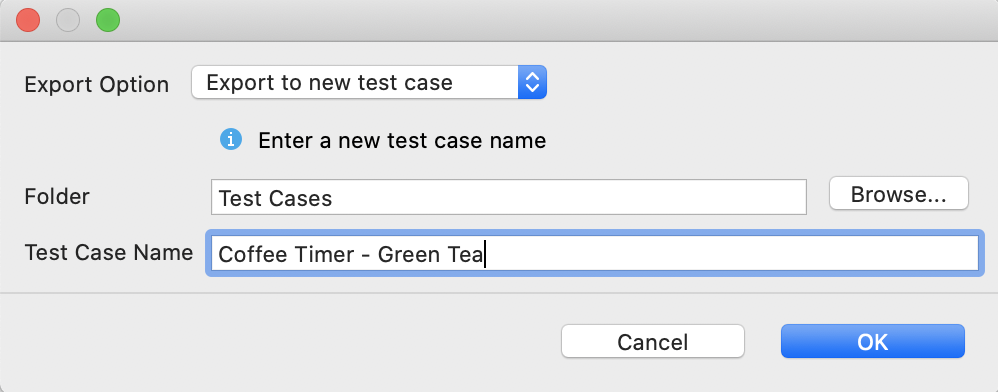 Export Option Export to new test case
Enter a new test case name
Folder Test Cases Browse...
Test Case Name Coffee Timer - Green Tea
Cancel OK